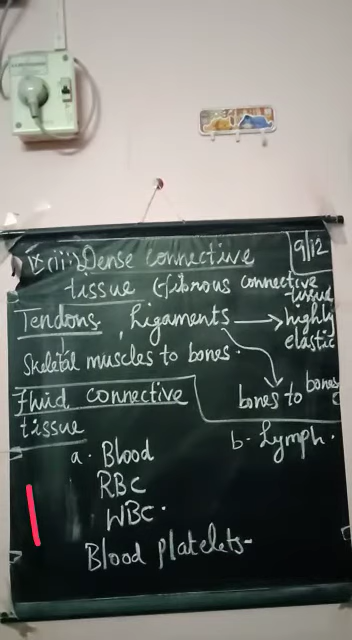 ix (iii) Dense connective 9/12
tissue (fibrous connective tissue
Tendons, Ligaments → highly elastic
Skeletal muscles to bones.
bones to bones
Fluid connective
tissue
a. Blood
b- Lymph.
RBC
WBC.
Blood platelets-